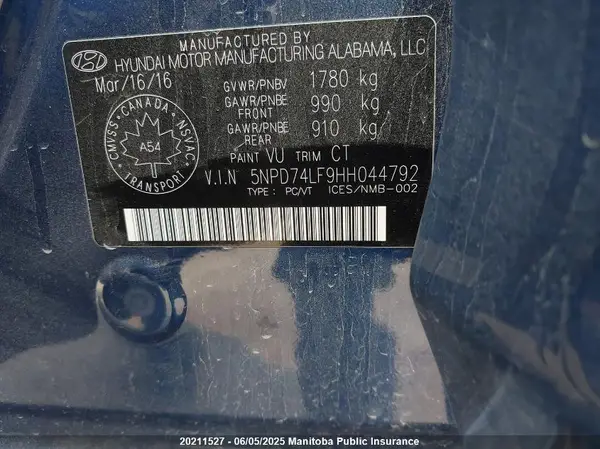 MANUFACTURED BY
HYUNDAI MOTOR MANUFACTURING ALABAMA, LLC
Mar/16/16
GVWR/PNBV 1780 kg
GAWR/PNBE FRONT 990 kg
GAWR/PNBE REAR 910 kg
CANADA
CMVSS
NSVAC
A54
TRANSPORT
PAINT VU TRIM CT
V.I.N 5NPD74LF9HH044792
TYPE: PC/VT ICES/NMB-002
20211527 - 06/05/2025 Manitoba Public Insurance